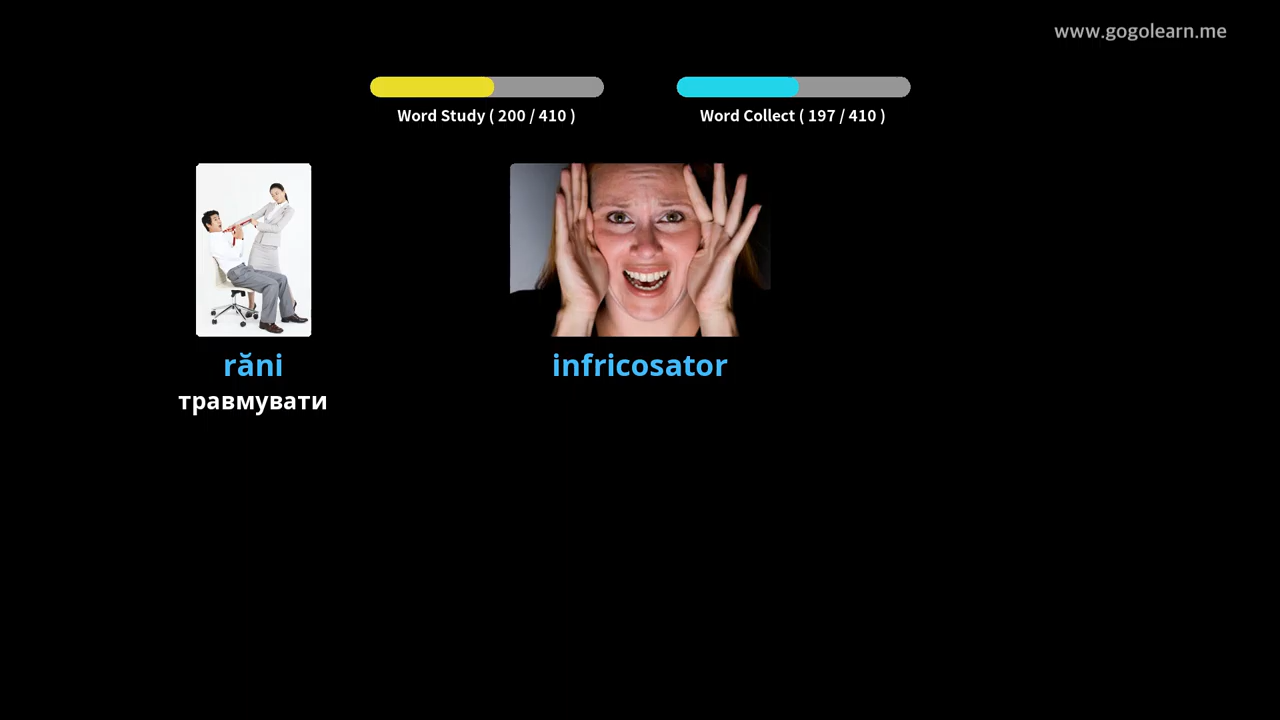 www.gogolearn.me
Word Study ( 200 / 410 )
Word Collect ( 197 / 410 )
răni
травмувати
infricosator